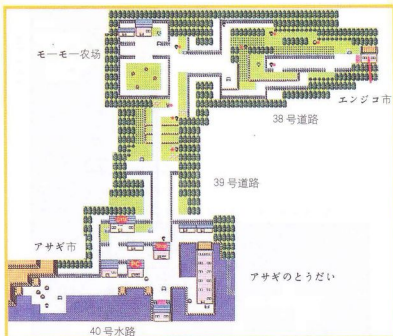 モーモー农场
エンジコ市
38 号道路
39 号道路
アサギ市
アサギのとうだい
40 号水路